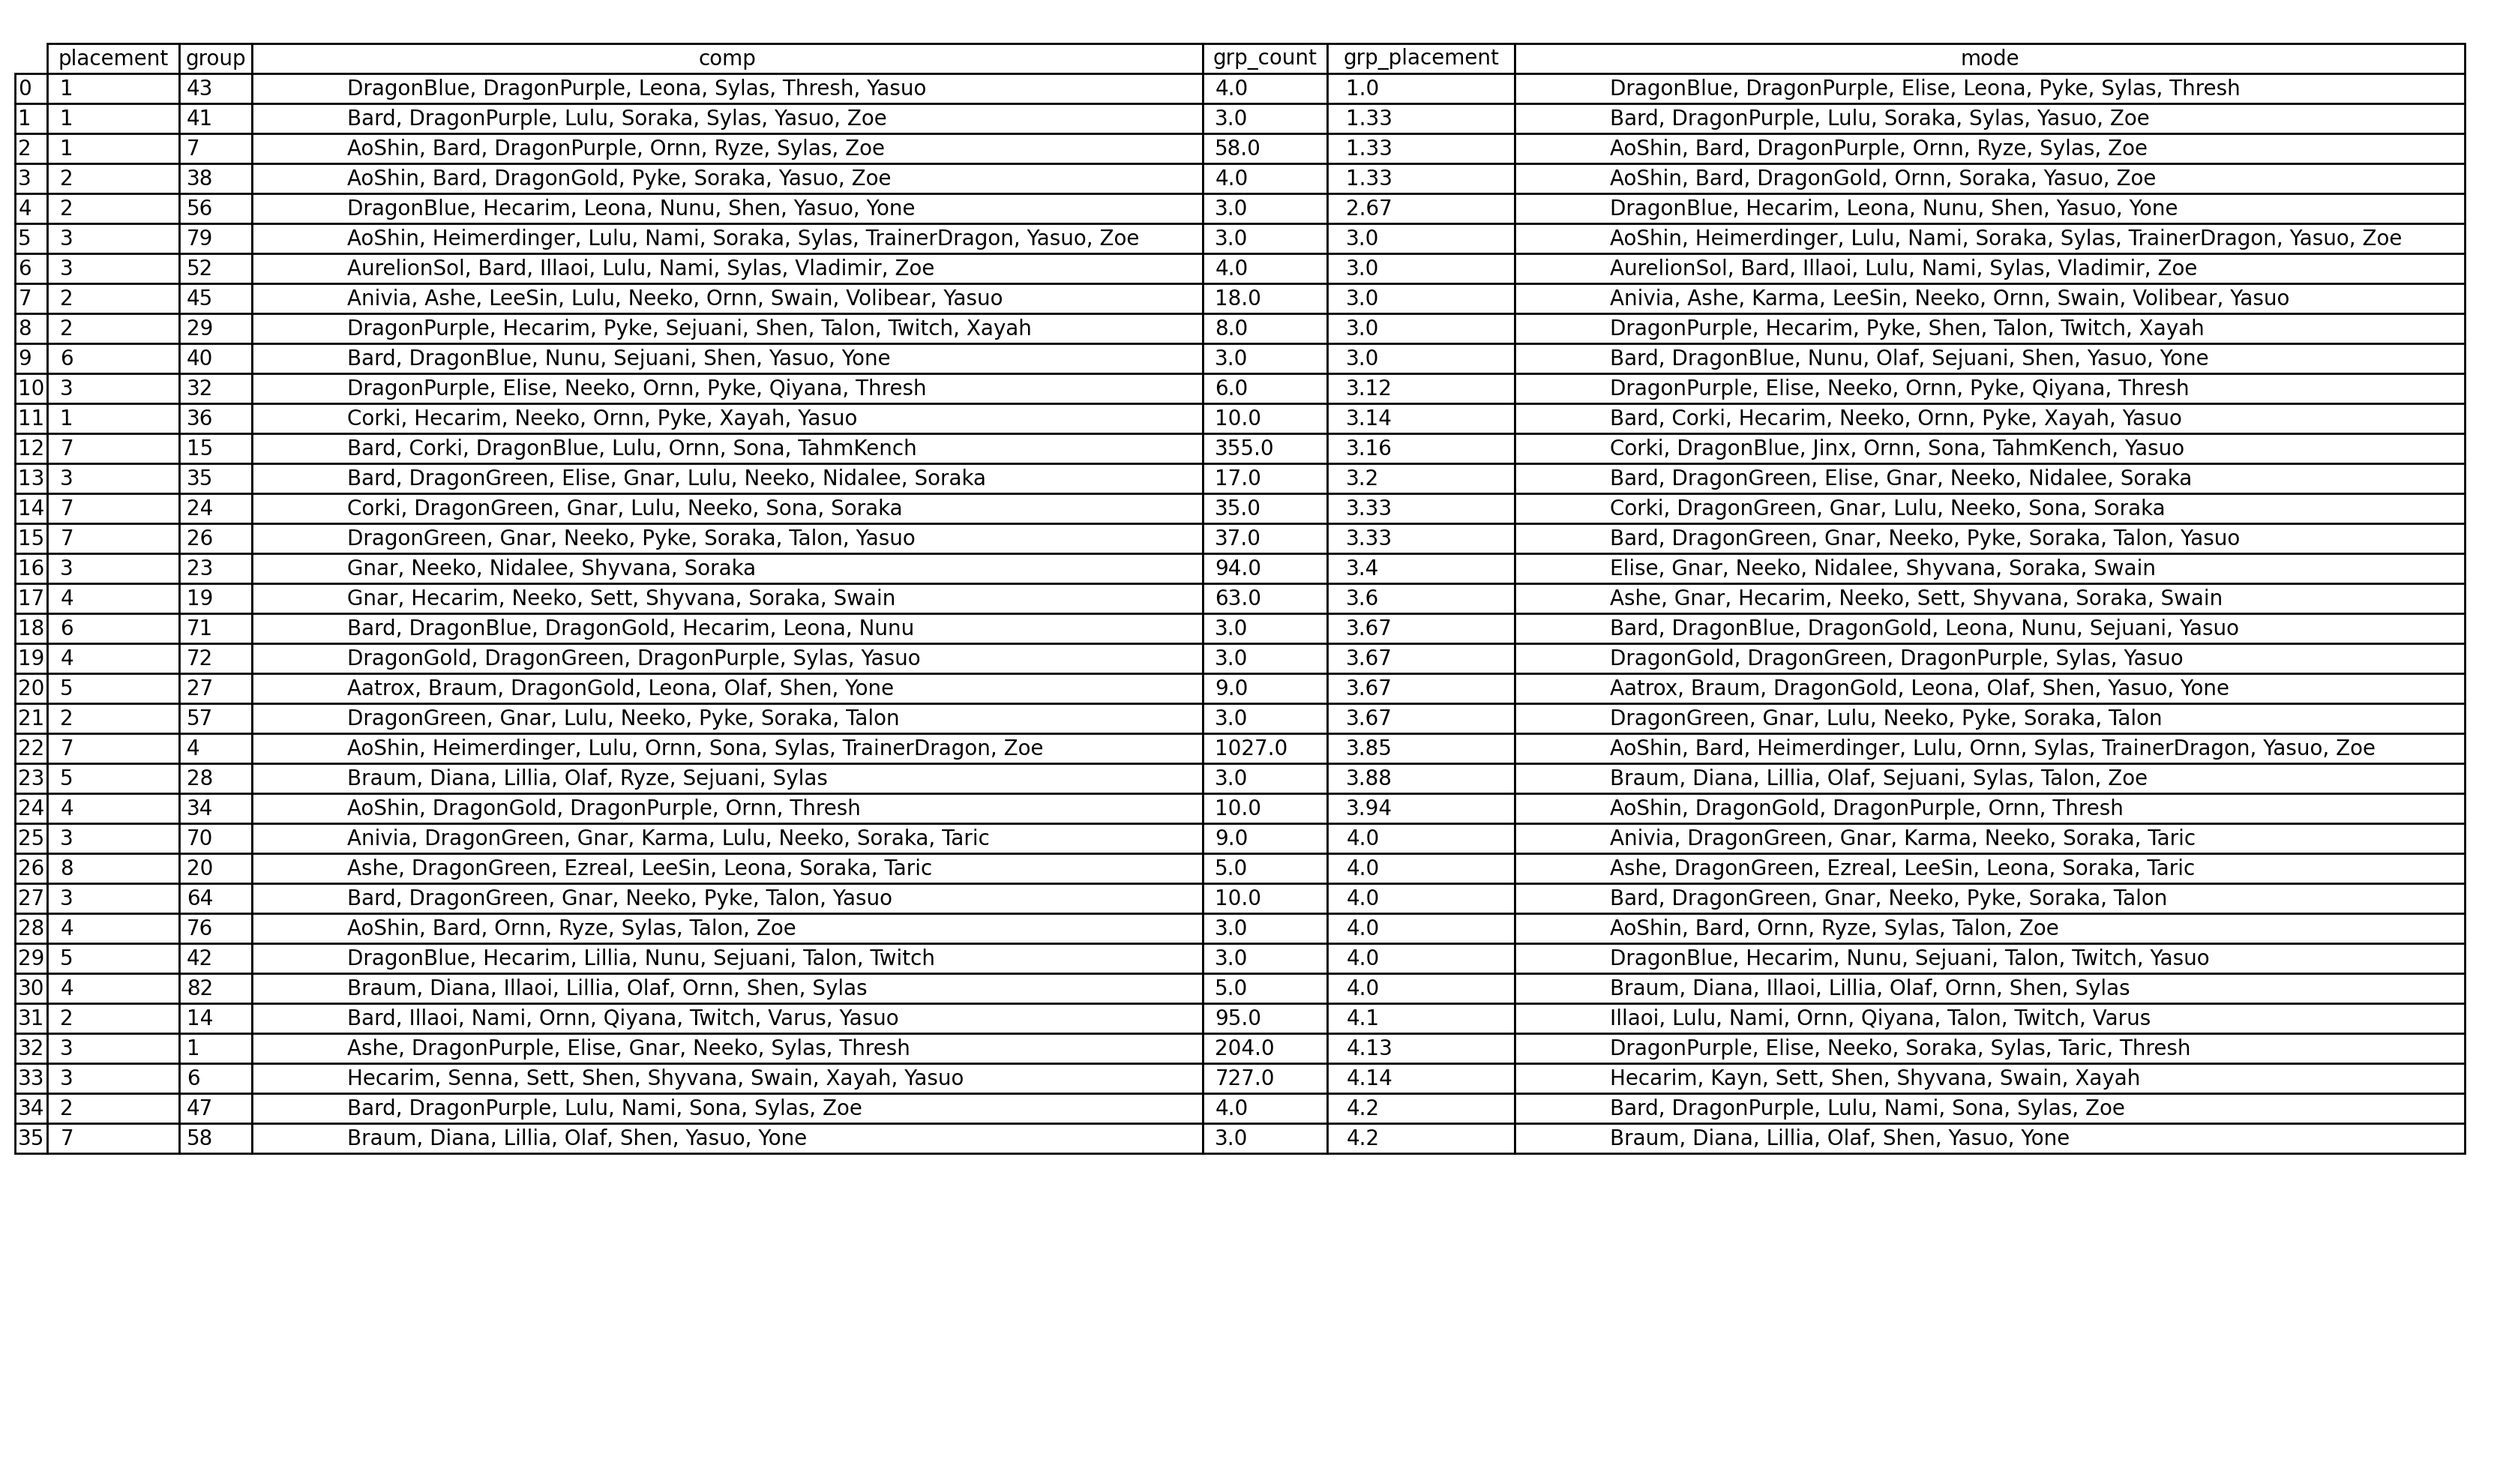 placement group comp grp_count grp_placement mode
0 1 43 DragonBlue, DragonPurple, Leona, Sylas, Thresh, Yasuo 4.0 1.0 DragonBlue, DragonPurple, Elise, Leona, Pyke, Sylas, Thresh
1 1 41 Bard, DragonPurple, Lulu, Soraka, Sylas, Yasuo, Zoe 3.0 1.33 Bard, DragonPurple, Lulu, Soraka, Sylas, Yasuo, Zoe
2 1 7 AoShin, Bard, DragonPurple, Ornn, Ryze, Sylas, Zoe 58.0 1.33 AoShin, Bard, DragonPurple, Ornn, Ryze, Sylas, Zoe
3 2 38 AoShin, Bard, DragonGold, Pyke, Soraka, Yasuo, Zoe 4.0 1.33 AoShin, Bard, DragonGold, Ornn, Soraka, Yasuo, Zoe
4 2 56 DragonBlue, Hecarim, Leona, Nunu, Shen, Yasuo, Yone 3.0 2.67 DragonBlue, Hecarim, Leona, Nunu, Shen, Yasuo, Yone
5 3 79 AoShin, Heimerdinger, Lulu, Nami, Soraka, Sylas, TrainerDragon, Yasuo, Zoe 3.0 3.0 AoShin, Heimerdinger, Lulu, Nami, Soraka, Sylas, TrainerDragon, Yasuo, Zoe
6 3 52 AurelionSol, Bard, Illaoi, Lulu, Nami, Sylas, Vladimir, Zoe 4.0 3.0 AurelionSol, Bard, Illaoi, Lulu, Nami, Sylas, Vladimir, Zoe
7 2 45 Anivia, Ashe, LeeSin, Lulu, Neeko, Ornn, Swain, Volibear, Yasuo 18.0 3.0 Anivia, Ashe, Karma, LeeSin, Neeko, Ornn, Swain, Volibear, Yasuo
8 2 29 DragonPurple, Hecarim, Pyke, Sejuani, Shen, Talon, Twitch, Xayah 8.0 3.0 DragonPurple, Hecarim, Pyke, Shen, Talon, Twitch, Xayah
9 6 40 Bard, DragonBlue, Nunu, Sejuani, Shen, Yasuo, Yone 3.0 3.0 Bard, DragonBlue, Nunu, Olaf, Sejuani, Shen, Yasuo, Yone
10 3 32 DragonPurple, Elise, Neeko, Ornn, Pyke, Qiyana, Thresh 6.0 3.12 DragonPurple, Elise, Neeko, Ornn, Pyke, Qiyana, Thresh
11 1 36 Corki, Hecarim, Neeko, Ornn, Pyke, Xayah, Yasuo 10.0 3.14 Bard, Corki, Hecarim, Neeko, Ornn, Pyke, Xayah, Yasuo
12 7 15 Bard, Corki, DragonBlue, Lulu, Ornn, Sona, TahmKench 355.0 3.16 Corki, DragonBlue, Jinx, Ornn, Sona, TahmKench, Yasuo
13 3 35 Bard, DragonGreen, Elise, Gnar, Lulu, Neeko, Nidalee, Soraka 17.0 3.2 Bard, DragonGreen, Elise, Gnar, Neeko, Nidalee, Soraka
14 7 24 Corki, DragonGreen, Gnar, Lulu, Neeko, Sona, Soraka 35.0 3.33 Corki, DragonGreen, Gnar, Lulu, Neeko, Sona, Soraka
15 7 26 DragonGreen, Gnar, Neeko, Pyke, Soraka, Talon, Yasuo 37.0 3.33 Bard, DragonGreen, Gnar, Neeko, Pyke, Soraka, Talon, Yasuo
16 3 23 Gnar, Neeko, Nidalee, Shyvana, Soraka 94.0 3.4 Elise, Gnar, Neeko, Nidalee, Shyvana, Soraka, Swain
17 4 19 Gnar, Hecarim, Neeko, Sett, Shyvana, Soraka, Swain 63.0 3.6 Ashe, Gnar, Hecarim, Neeko, Sett, Shyvana, Soraka, Swain
18 6 71 Bard, DragonBlue, DragonGold, Hecarim, Leona, Nunu 3.0 3.67 Bard, DragonBlue, DragonGold, Leona, Nunu, Sejuani, Yasuo
19 4 72 DragonGold, DragonGreen, DragonPurple, Sylas, Yasuo 3.0 3.67 DragonGold, DragonGreen, DragonPurple, Sylas, Yasuo
20 5 27 Aatrox, Braum, DragonGold, Leona, Olaf, Shen, Yone 9.0 3.67 Aatrox, Braum, DragonGold, Leona, Olaf, Shen, Yasuo, Yone
21 2 57 DragonGreen, Gnar, Lulu, Neeko, Pyke, Soraka, Talon 3.0 3.67 DragonGreen, Gnar, Lulu, Neeko, Pyke, Soraka, Talon
22 7 4 AoShin, Heimerdinger, Lulu, Ornn, Sona, Sylas, TrainerDragon, Zoe 1027.0 3.85 AoShin, Bard, Heimerdinger, Lulu, Ornn, Sylas, TrainerDragon, Yasuo, Zoe
23 5 28 Braum, Diana, Lillia, Olaf, Ryze, Sejuani, Sylas 3.0 3.88 Braum, Diana, Lillia, Olaf, Sejuani, Sylas, Talon, Zoe
24 4 34 AoShin, DragonGold, DragonPurple, Ornn, Thresh 10.0 3.94 AoShin, DragonGold, DragonPurple, Ornn, Thresh
25 3 70 Anivia, DragonGreen, Gnar, Karma, Lulu, Neeko, Soraka, Taric 9.0 4.0 Anivia, DragonGreen, Gnar, Karma, Neeko, Soraka, Taric
26 8 20 Ashe, DragonGreen, Ezreal, LeeSin, Leona, Soraka, Taric 5.0 4.0 Ashe, DragonGreen, Ezreal, LeeSin, Leona, Soraka, Taric
27 3 64 Bard, DragonGreen, Gnar, Neeko, Pyke, Talon, Yasuo 10.0 4.0 Bard, DragonGreen, Gnar, Neeko, Pyke, Soraka, Talon
28 4 76 AoShin, Bard, Ornn, Ryze, Sylas, Talon, Zoe 3.0 4.0 AoShin, Bard, Ornn, Ryze, Sylas, Talon, Zoe
29 5 42 DragonBlue, Hecarim, Lillia, Nunu, Sejuani, Talon, Twitch 3.0 4.0 DragonBlue, Hecarim, Nunu, Sejuani, Talon, Twitch, Yasuo
30 4 82 Braum, Diana, Illaoi, Lillia, Olaf, Ornn, Shen, Sylas 5.0 4.0 Braum, Diana, Illaoi, Lillia, Olaf, Ornn, Shen, Sylas
31 2 14 Bard, Illaoi, Nami, Ornn, Qiyana, Twitch, Varus, Yasuo 95.0 4.1 Illaoi, Lulu, Nami, Ornn, Qiyana, Talon, Twitch, Varus
32 3 1 Ashe, DragonPurple, Elise, Gnar, Neeko, Sylas, Thresh 204.0 4.13 DragonPurple, Elise, Neeko, Soraka, Sylas, Taric, Thresh
33 3 6 Hecarim, Senna, Sett, Shen, Shyvana, Swain, Xayah, Yasuo 727.0 4.14 Hecarim, Kayn, Sett, Shen, Shyvana, Swain, Xayah
34 2 47 Bard, DragonPurple, Lulu, Nami, Sona, Sylas, Zoe 4.0 4.2 Bard, DragonPurple, Lulu, Nami, Sona, Sylas, Zoe
35 7 58 Braum, Diana, Lillia, Olaf, Shen, Yasuo, Yone 3.0 4.2 Braum, Diana, Lillia, Olaf, Shen, Yasuo, Yone